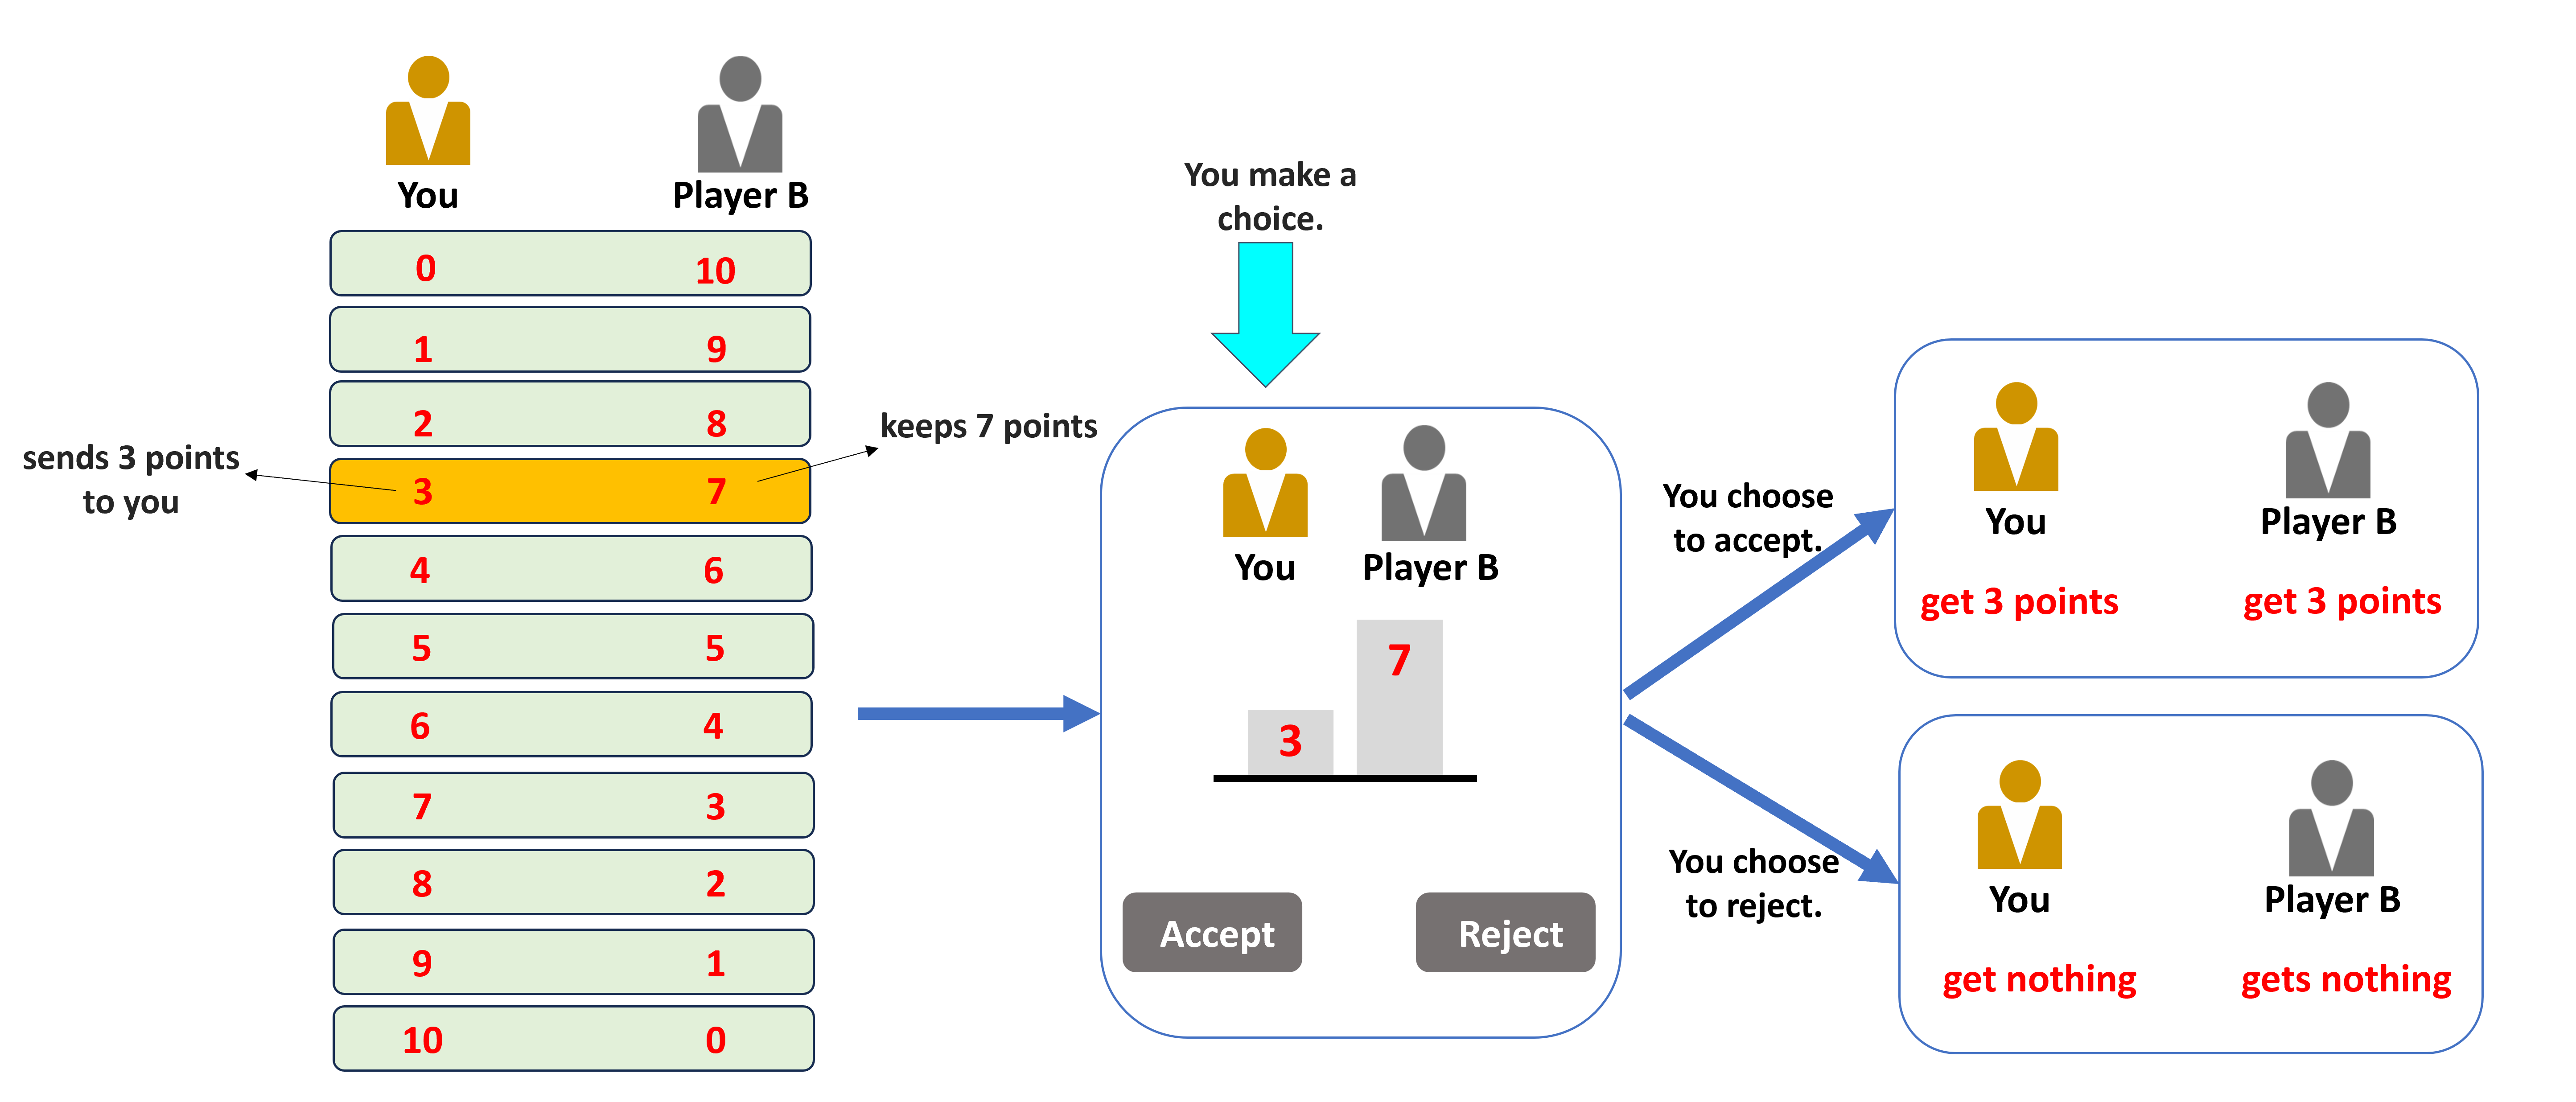 You Player B
0 10
1 9
2 8
3 7
4 6
5 5
6 4
7 3
8 2
9 1
10 0
sends 3 points
to you
keeps 7 points
You make a
choice.
You Player B
3 7
Accept Reject
You choose
to accept.
You Player B
get 3 points get 3 points
You choose
to reject.
You Player B
get nothing gets nothing